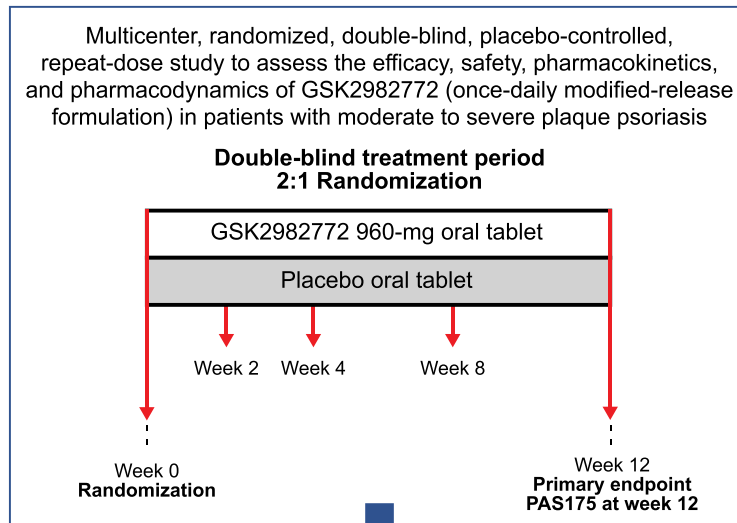 Multicenter, randomized, double-blind, placebo-controlled,
repeat-dose study to assess the efficacy, safety, pharmacokinetics,
and pharmacodynamics of GSK2982772 (once-daily modified-release
formulation) in patients with moderate to severe plaque psoriasis
Double-blind treatment period
2:1 Randomization
GSK2982772 960-mg oral tablet
Placebo oral tablet
Week 2
Week 4
Week 8
Week 0
Randomization
Week 12
Primary endpoint
PAS175 at week 12